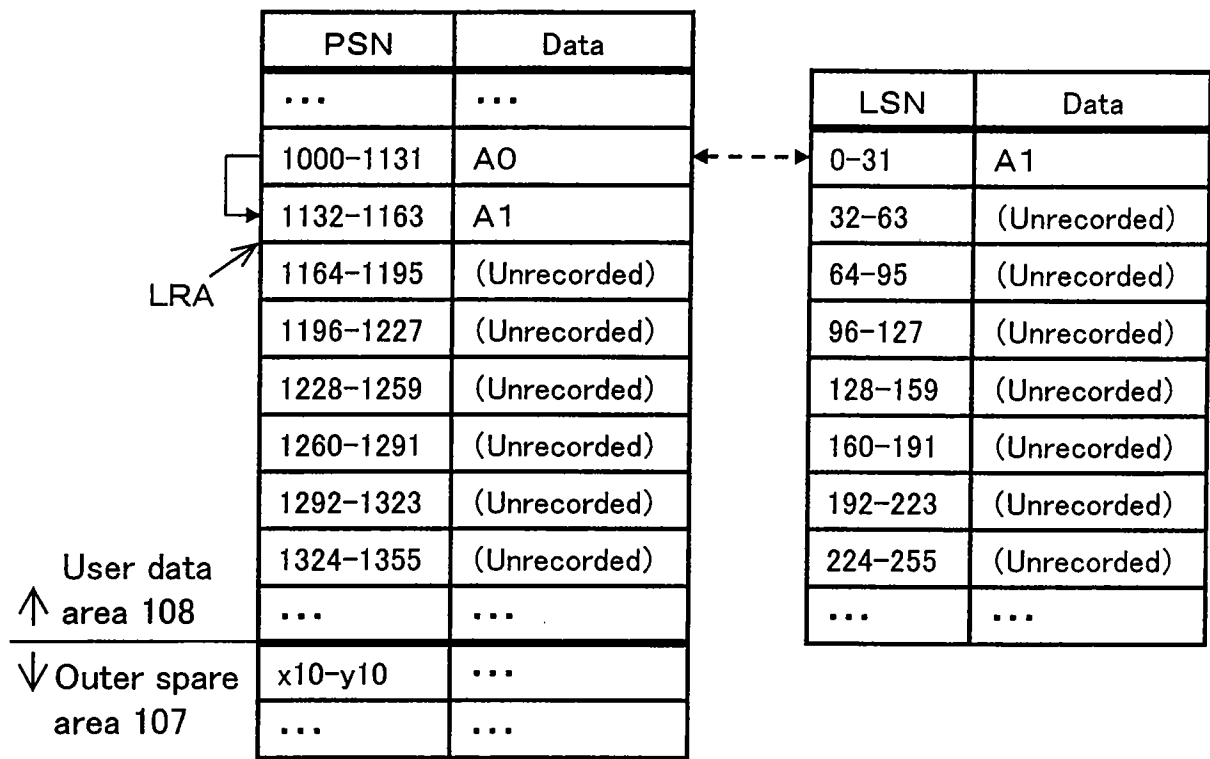 PSN Data
... ...
1000-1131 A0
1132-1163 A1
1164-1195 (Unrecorded)
1196-1227 (Unrecorded)
1228-1259 (Unrecorded)
1260-1291 (Unrecorded)
1292-1323 (Unrecorded)
1324-1355 (Unrecorded)
... ...
x10-y10 ...
... ...
LRA
User data
area 108
Outer spare
area 107
LSN Data
0-31 A1
32-63 (Unrecorded)
64-95 (Unrecorded)
96-127 (Unrecorded)
128-159 (Unrecorded)
160-191 (Unrecorded)
192-223 (Unrecorded)
224-255 (Unrecorded)
... ...